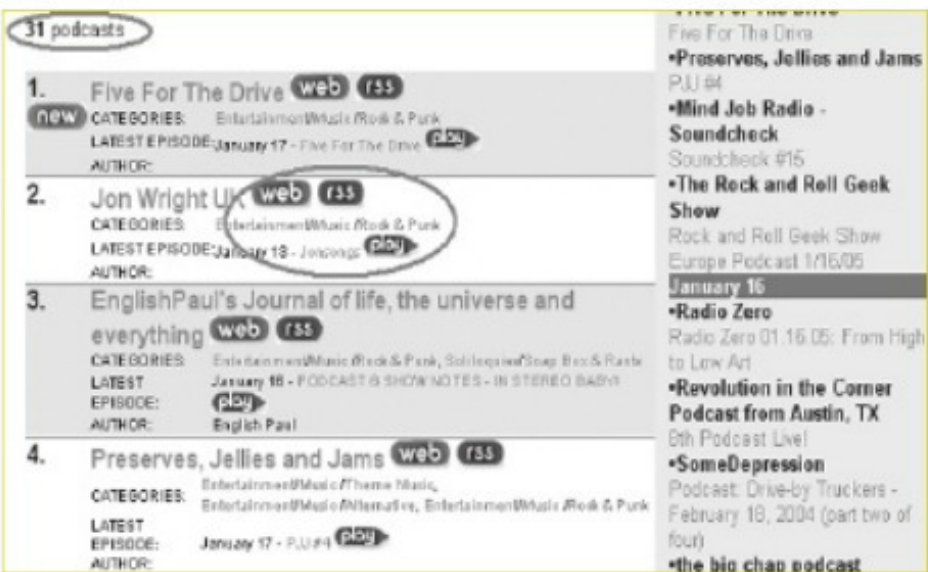 31 podcasts
1. Five For The Drive web rss
new CATEGORIES: Entertainment/Music/Rock & Punk
LATEST EPISODE: January 17 - Five For The Drive play
AUTHOR:
2. Jon Wright UK web rss
CATEGORIES: Entertainment/Music/Rock & Punk
LATEST EPISODE: January 18 - Jonsongs play
AUTHOR:
3. EnglishPaul's Journal of life, the universe and
everything web rss
CATEGORIES: Entertainment/Music/Rock & Punk, Soliloquies/Soap Box & Rants
LATEST January 16 - PODCAST 6 SHOW NOTES - IN STEREO BABY!
EPISODE: play
AUTHOR: English Paul
4. Preserves, Jellies and Jams web rss
Entertainment/Music/Theme Music,
CATEGORIES: Entertainment/Music/Alternative, Entertainment/Music/Rock & Punk
LATEST
EPISODE: January 17 - PJJ #4 play
AUTHOR:
Five For The Drive
Five For The Drive
•Preserves, Jellies and Jams
PJJ #4
•Mind Job Radio -
Soundcheck
Soundcheck #15
•The Rock and Roll Geek
Show
Rock and Roll Geek Show
Europe Podcast 1/16/05
January 16
•Radio Zero
Radio Zero 01.16.05: From High
to Low Art
•Revolution in the Corner
Podcast from Austin, TX
8th Podcast Live!
•SomeDepression
Podcast: Drive-by Truckers -
February 18, 2004 (part two of
four)
•the big chap podcast